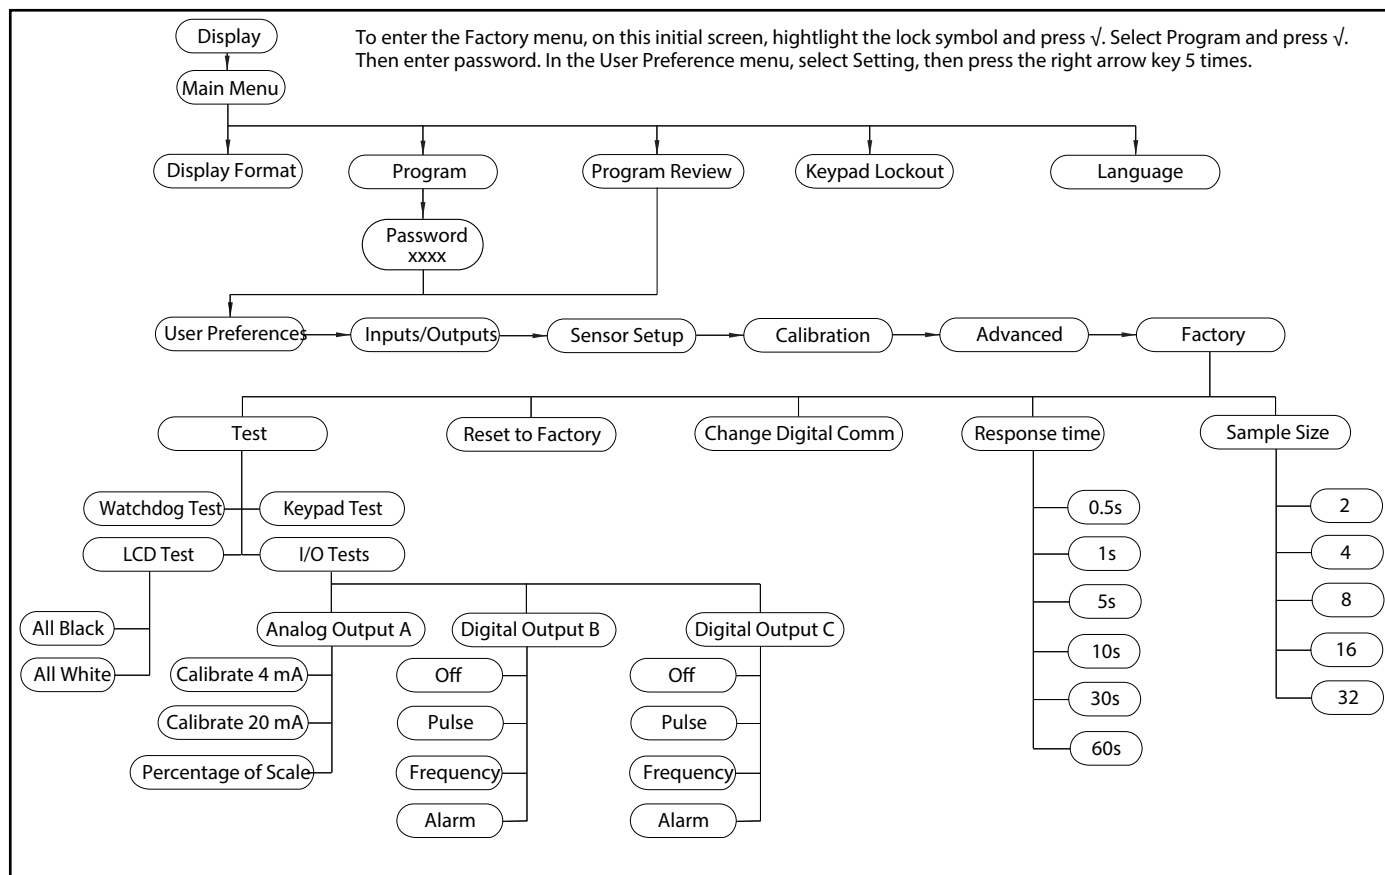 Display
To enter the Factory menu, on this initial screen, hightlight the lock symbol and press √. Select Program and press √.
Then enter password. In the User Preference menu, select Setting, then press the right arrow key 5 times.
Main Menu
Display Format
Program
Program Review
Keypad Lockout
Language
Password
xxxx
User Preferences
Inputs/Outputs
Sensor Setup
Calibration
Advanced
Factory
Test
Reset to Factory
Change Digital Comm
Response time
Sample Size
Watchdog Test
Keypad Test
0.5s
2
LCD Test
I/O Tests
1s
4
5s
8
All Black
Analog Output A
Digital Output B
Digital Output C
10s
16
All White
Calibrate 4 mA
Off
Off
30s
32
Calibrate 20 mA
Pulse
Pulse
60s
Percentage of Scale
Frequency
Frequency
Alarm
Alarm